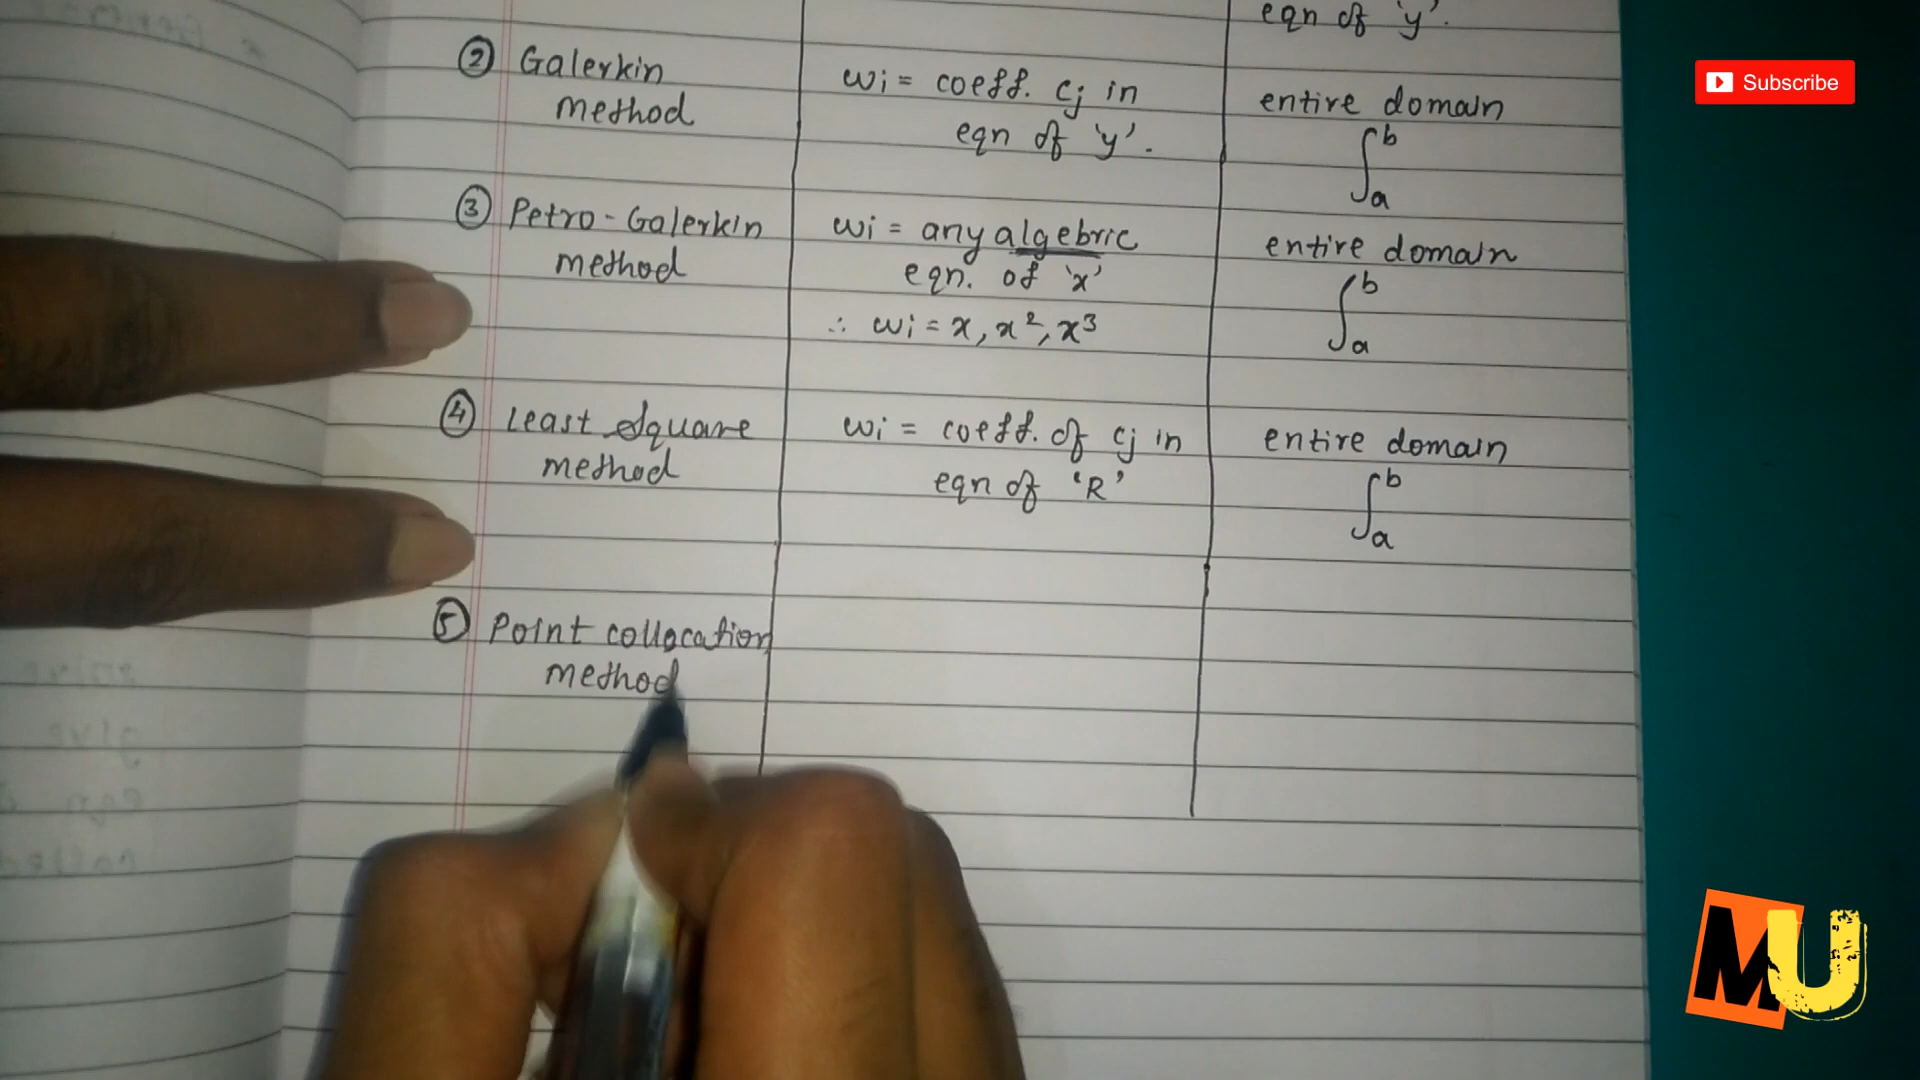 eqn of 'y'.
② Galerkin
method
wi = coeff. cj in
eqn of 'y'.
entire domain
∫ b
a
③ Petro-Galerkin
method
wi = any algebric
eqn. of 'x'
∴ wi = x, x², x³
entire domain
∫ b
a
④ Least square
method
wi = coeff. of cj in
eqn of 'R'
entire domain
∫ b
a
⑤ Point collocation
method
Subscribe
MU